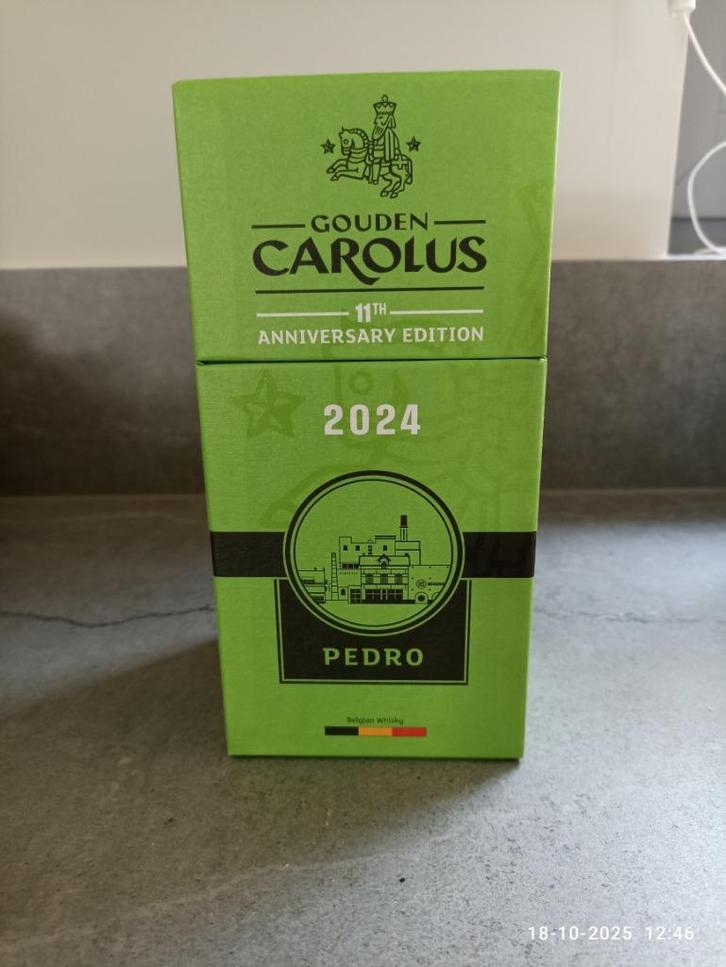 GOUDEN
CAROLUS
11TH
ANNIVERSARY EDITION
2024
PEDRO
Belgian Whisky
18-10-2025 12:46